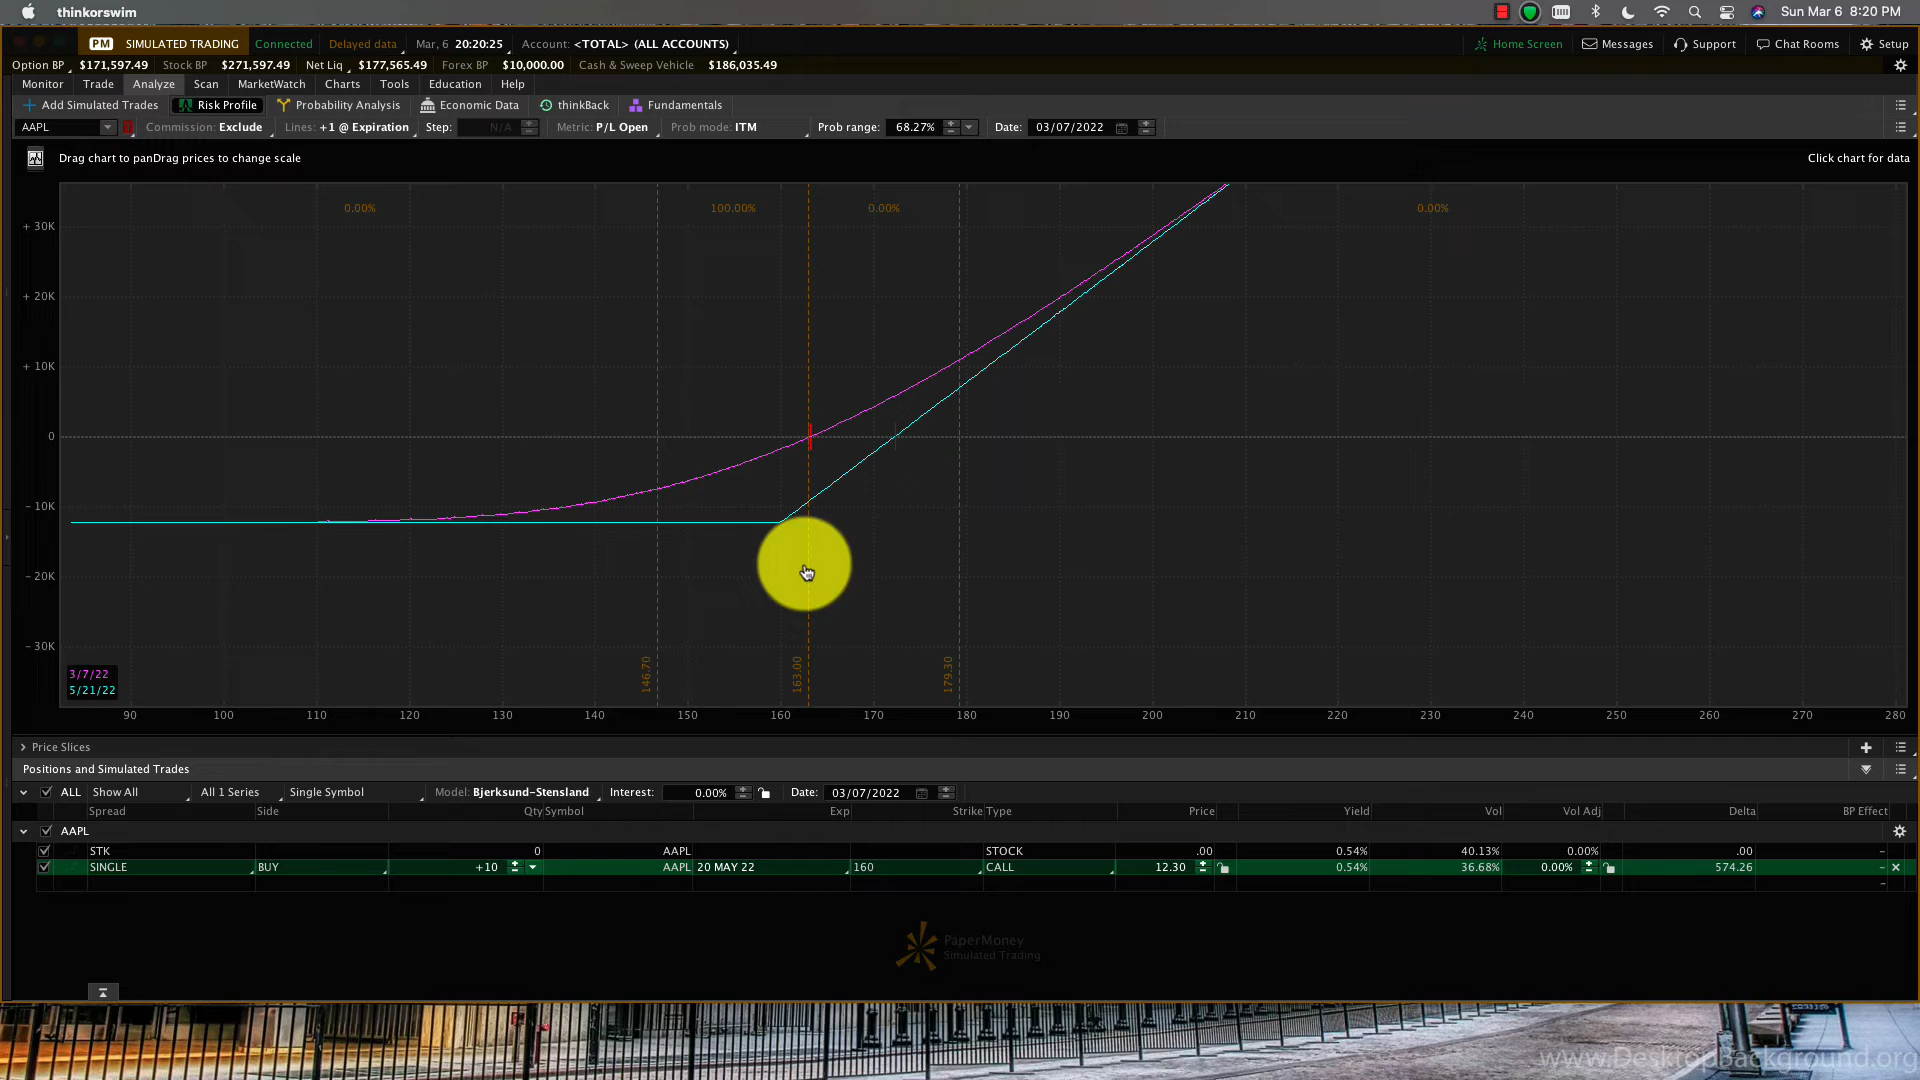 thinkorswim
Sun Mar 6 8:20 PM
PM SIMULATED TRADING Connected Delayed data Mar, 6 20:20:25 Account: <TOTAL> (ALL ACCOUNTS) Home Screen Messages Support Chat Rooms Setup
Option BP $171,597.49 Stock BP $271,597.49 Net Liq $177,565.49 Forex BP $10,000.00 Cash & Sweep Vehicle $186,035.49
Monitor Trade Analyze Scan MarketWatch Charts Tools Education Help
Add Simulated Trades Risk Profile Probability Analysis Economic Data thinkBack Fundamentals
AAPL Commission: Exclude Lines: +1 @ Expiration Step: N/A Metric: P/L Open Prob mode: ITM Prob range: 68.27% Date: 03/07/2022
Drag chart to panDrag prices to change scale Click chart for data
0.00% 100.00% 0.00% 0.00%
+ 30K
+ 20K
+ 10K
0
- 10K
- 20K
- 30K
146.70 163.00 179.30
3/7/22
5/21/22
90 100 110 120 130 140 150 160 170 180 190 200 210 220 230 240 250 260 270 280
Price Slices
Positions and Simulated Trades
ALL Show All All 1 Series Single Symbol Model: Bjerksund-Stensland Interest: 0.00% Date: 03/07/2022
Spread Side Qty Symbol Exp Strike Type Price Yield Vol Vol Adj Delta BP Effect
AAPL
STK 0 AAPL STOCK .00 0.54% 40.13% 0.00% .00 –
SINGLE BUY +10 AAPL 20 MAY 22 160 CALL 12.30 0.54% 36.68% 0.00% 574.26 –
–
PaperMoney
Simulated Trading
www.DesktopBackground.org